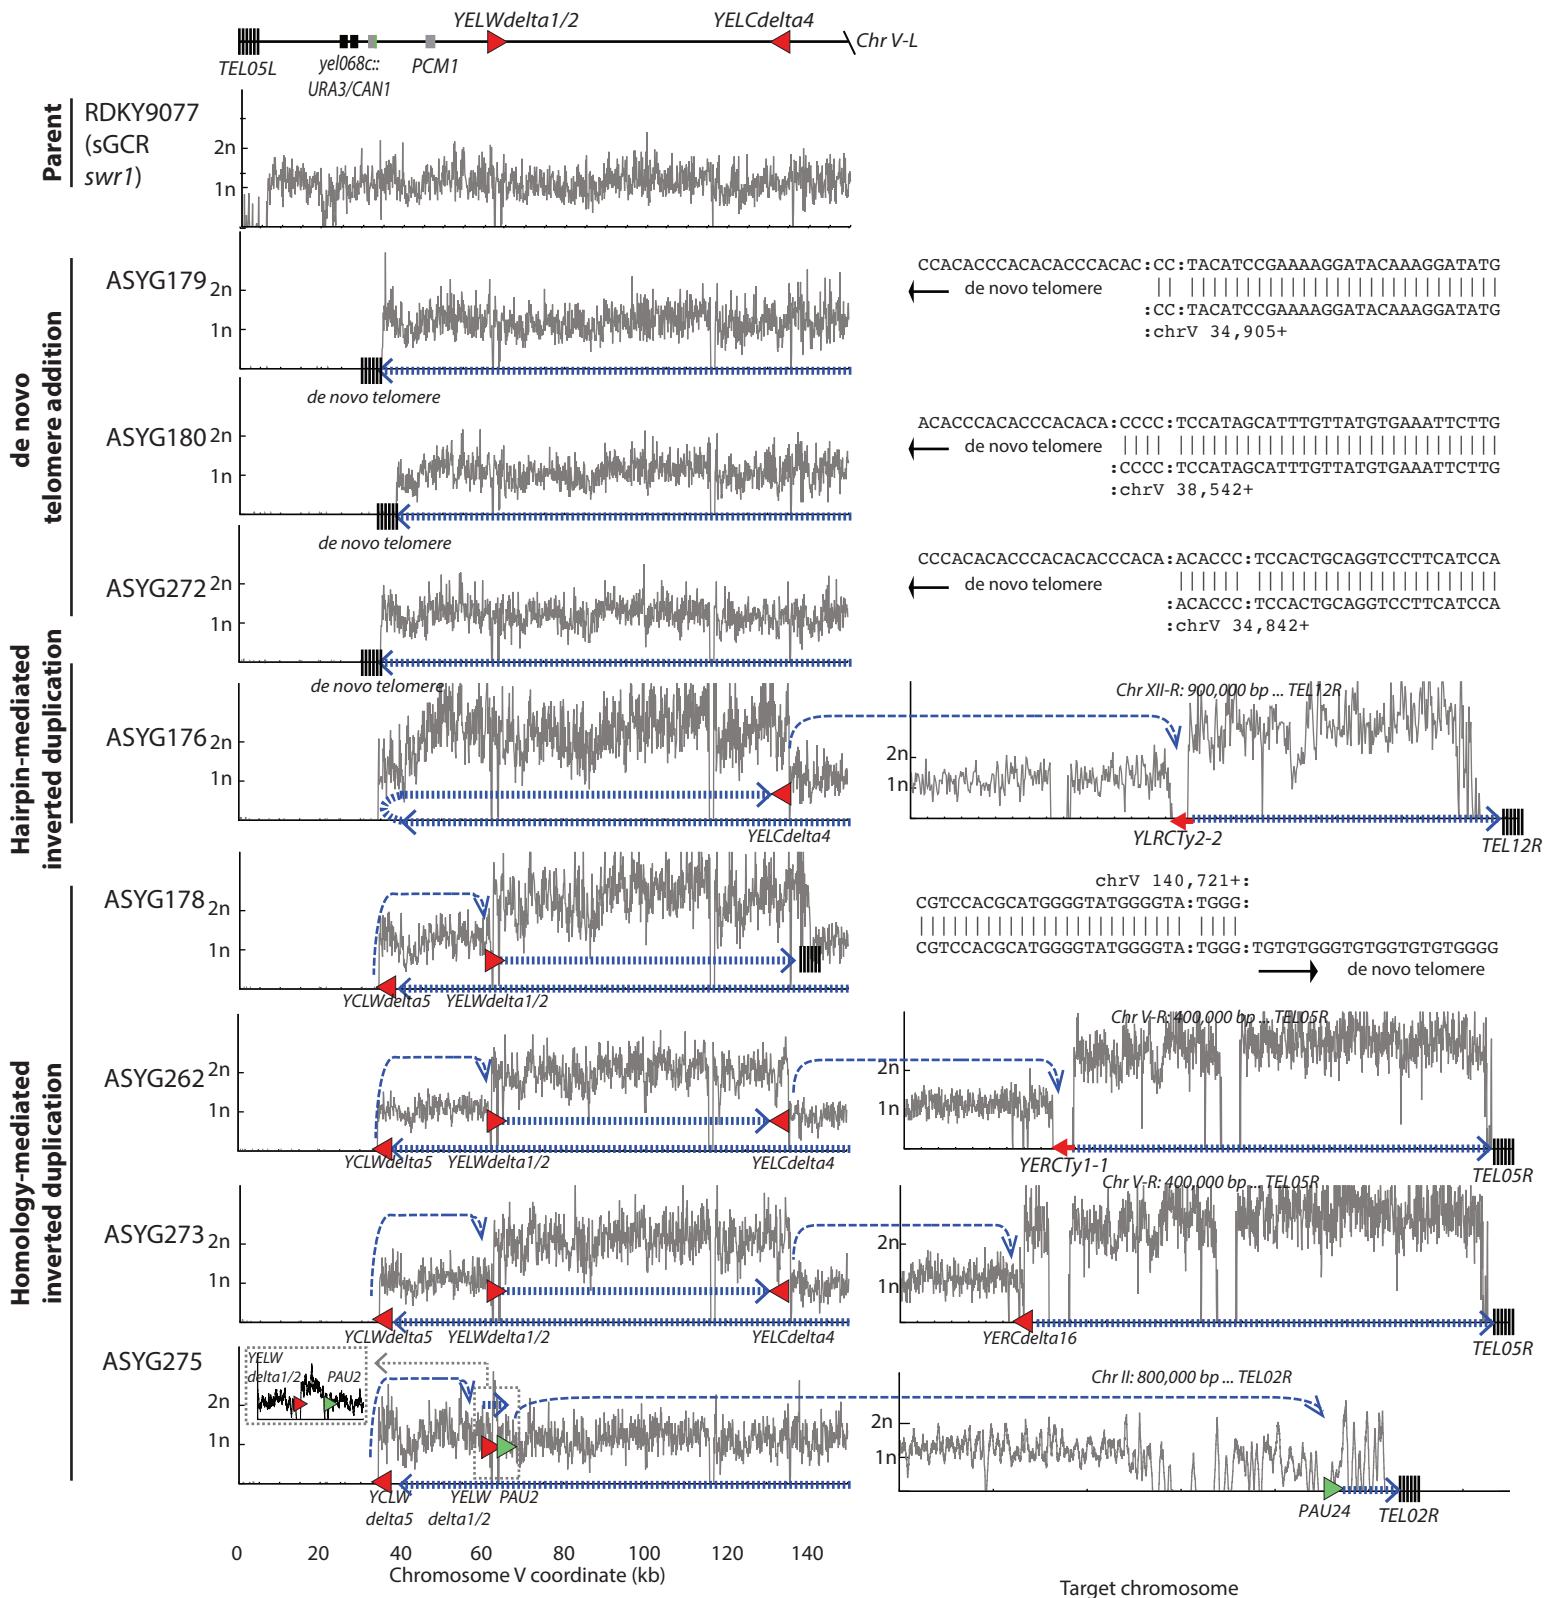 YELWdelta1/2
YELCdelta4
Chr V-L
TEL05L
yel068c::
URA3/CAN1
PCM1
Parent
RDKY9077
(sGCR
swr1)
2n
1n
de novo
telomere addition
ASYG179
2n
1n
de novo telomere
CCACACCCACACACCCACAC:CC:TACATCCGAAAAGGATACAAAGGATATG
de novo telomere
:CC:TACATCCGAAAAGGATACAAAGGATATG
:chrV 34,905+
ASYG180
2n
1n
de novo telomere
ACACCCACACCCACACA:CCCC:TCCATAGCATTTGTTATGTGAAATTCTTG
de novo telomere
:CCCC:TCCATAGCATTTGTTATGTGAAATTCTTG
:chrV 38,542+
ASYG272
2n
1n
de novo telomere
CCCACACACCCACACACCCACA:ACACCC:TCCACTGCAGGTCCTTCATCCA
de novo telomere
:ACACCC:TCCACTGCAGGTCCTTCATCCA
:chrV 34,842+
Hairpin-mediated
inverted duplication
ASYG176
2n
1n
YELCdelta4
Chr XII-R: 900,000 bp ... TEL12R
2n
1n
YLRCTy2-2
TEL12R
Homology-mediated
inverted duplication
ASYG178
2n
1n
YCLWdelta5
YELWdelta1/2
chrV 140,721+:
CGTCCACGCATGGGGTATGGGGTA:TGGG:
CGTCCACGCATGGGGTATGGGGTA:TGGG:TGTGTGGGTGTGGTGTGTGGGG
de novo telomere
ASYG262
2n
1n
YCLWdelta5
YELWdelta1/2
YELCdelta4
Chr V-R: 400,000 bp ... TEL05R
2n
1n
YERCTy1-1
TEL05R
ASYG273
2n
1n
YCLWdelta5
YELWdelta1/2
YELCdelta4
Chr V-R: 400,000 bp ... TEL05R
2n
1n
YERCdelta16
TEL05R
ASYG275
YELW
delta1/2
PAU2
2n
1n
YCLW
delta5
YELW
delta1/2
PAU2
Chr II: 800,000 bp ... TEL02R
2n
1n
PAU24
TEL02R
0 20 40 60 80 100 120 140
Chromosome V coordinate (kb)
Target chromosome